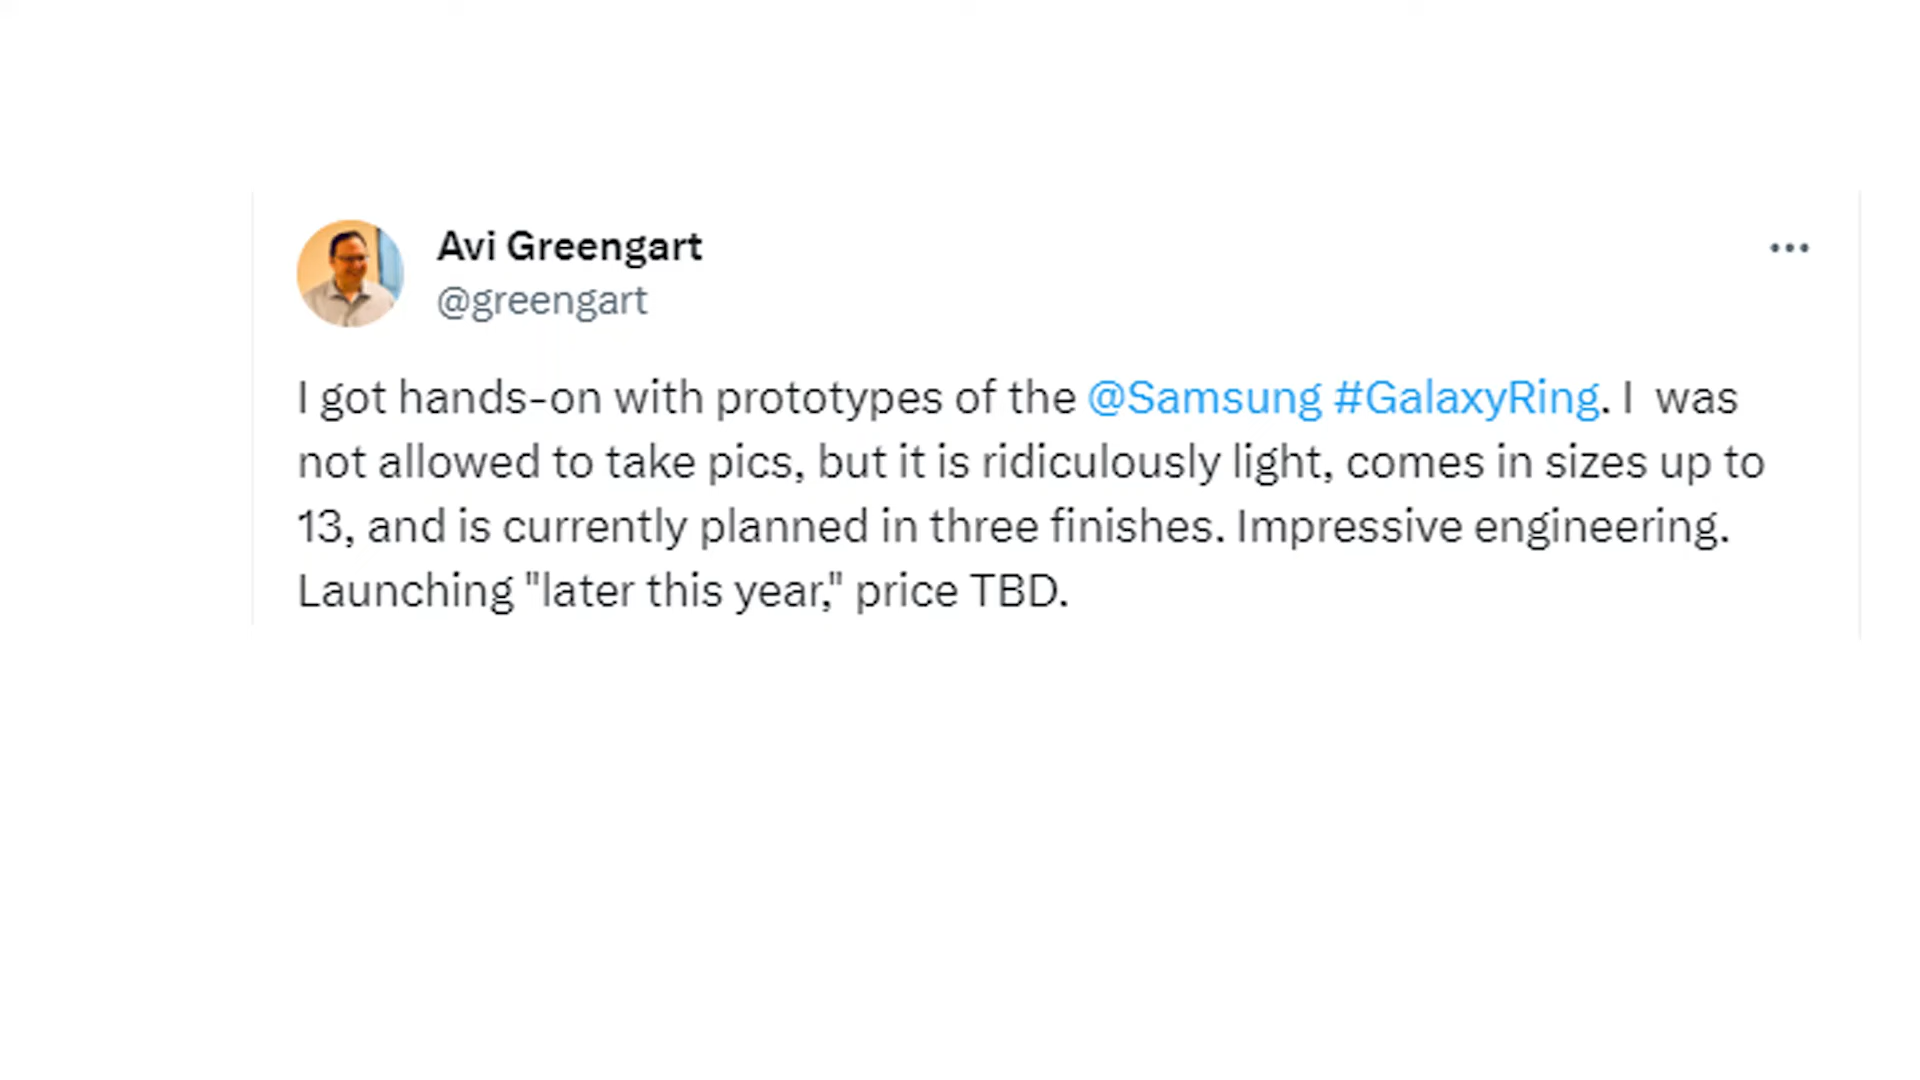 Avi Greengart
@greengart
I got hands-on with prototypes of the @Samsung #GalaxyRing. I  was
not allowed to take pics, but it is ridiculously light, comes in sizes up to
13, and is currently planned in three finishes. Impressive engineering.
Launching "later this year," price TBD.